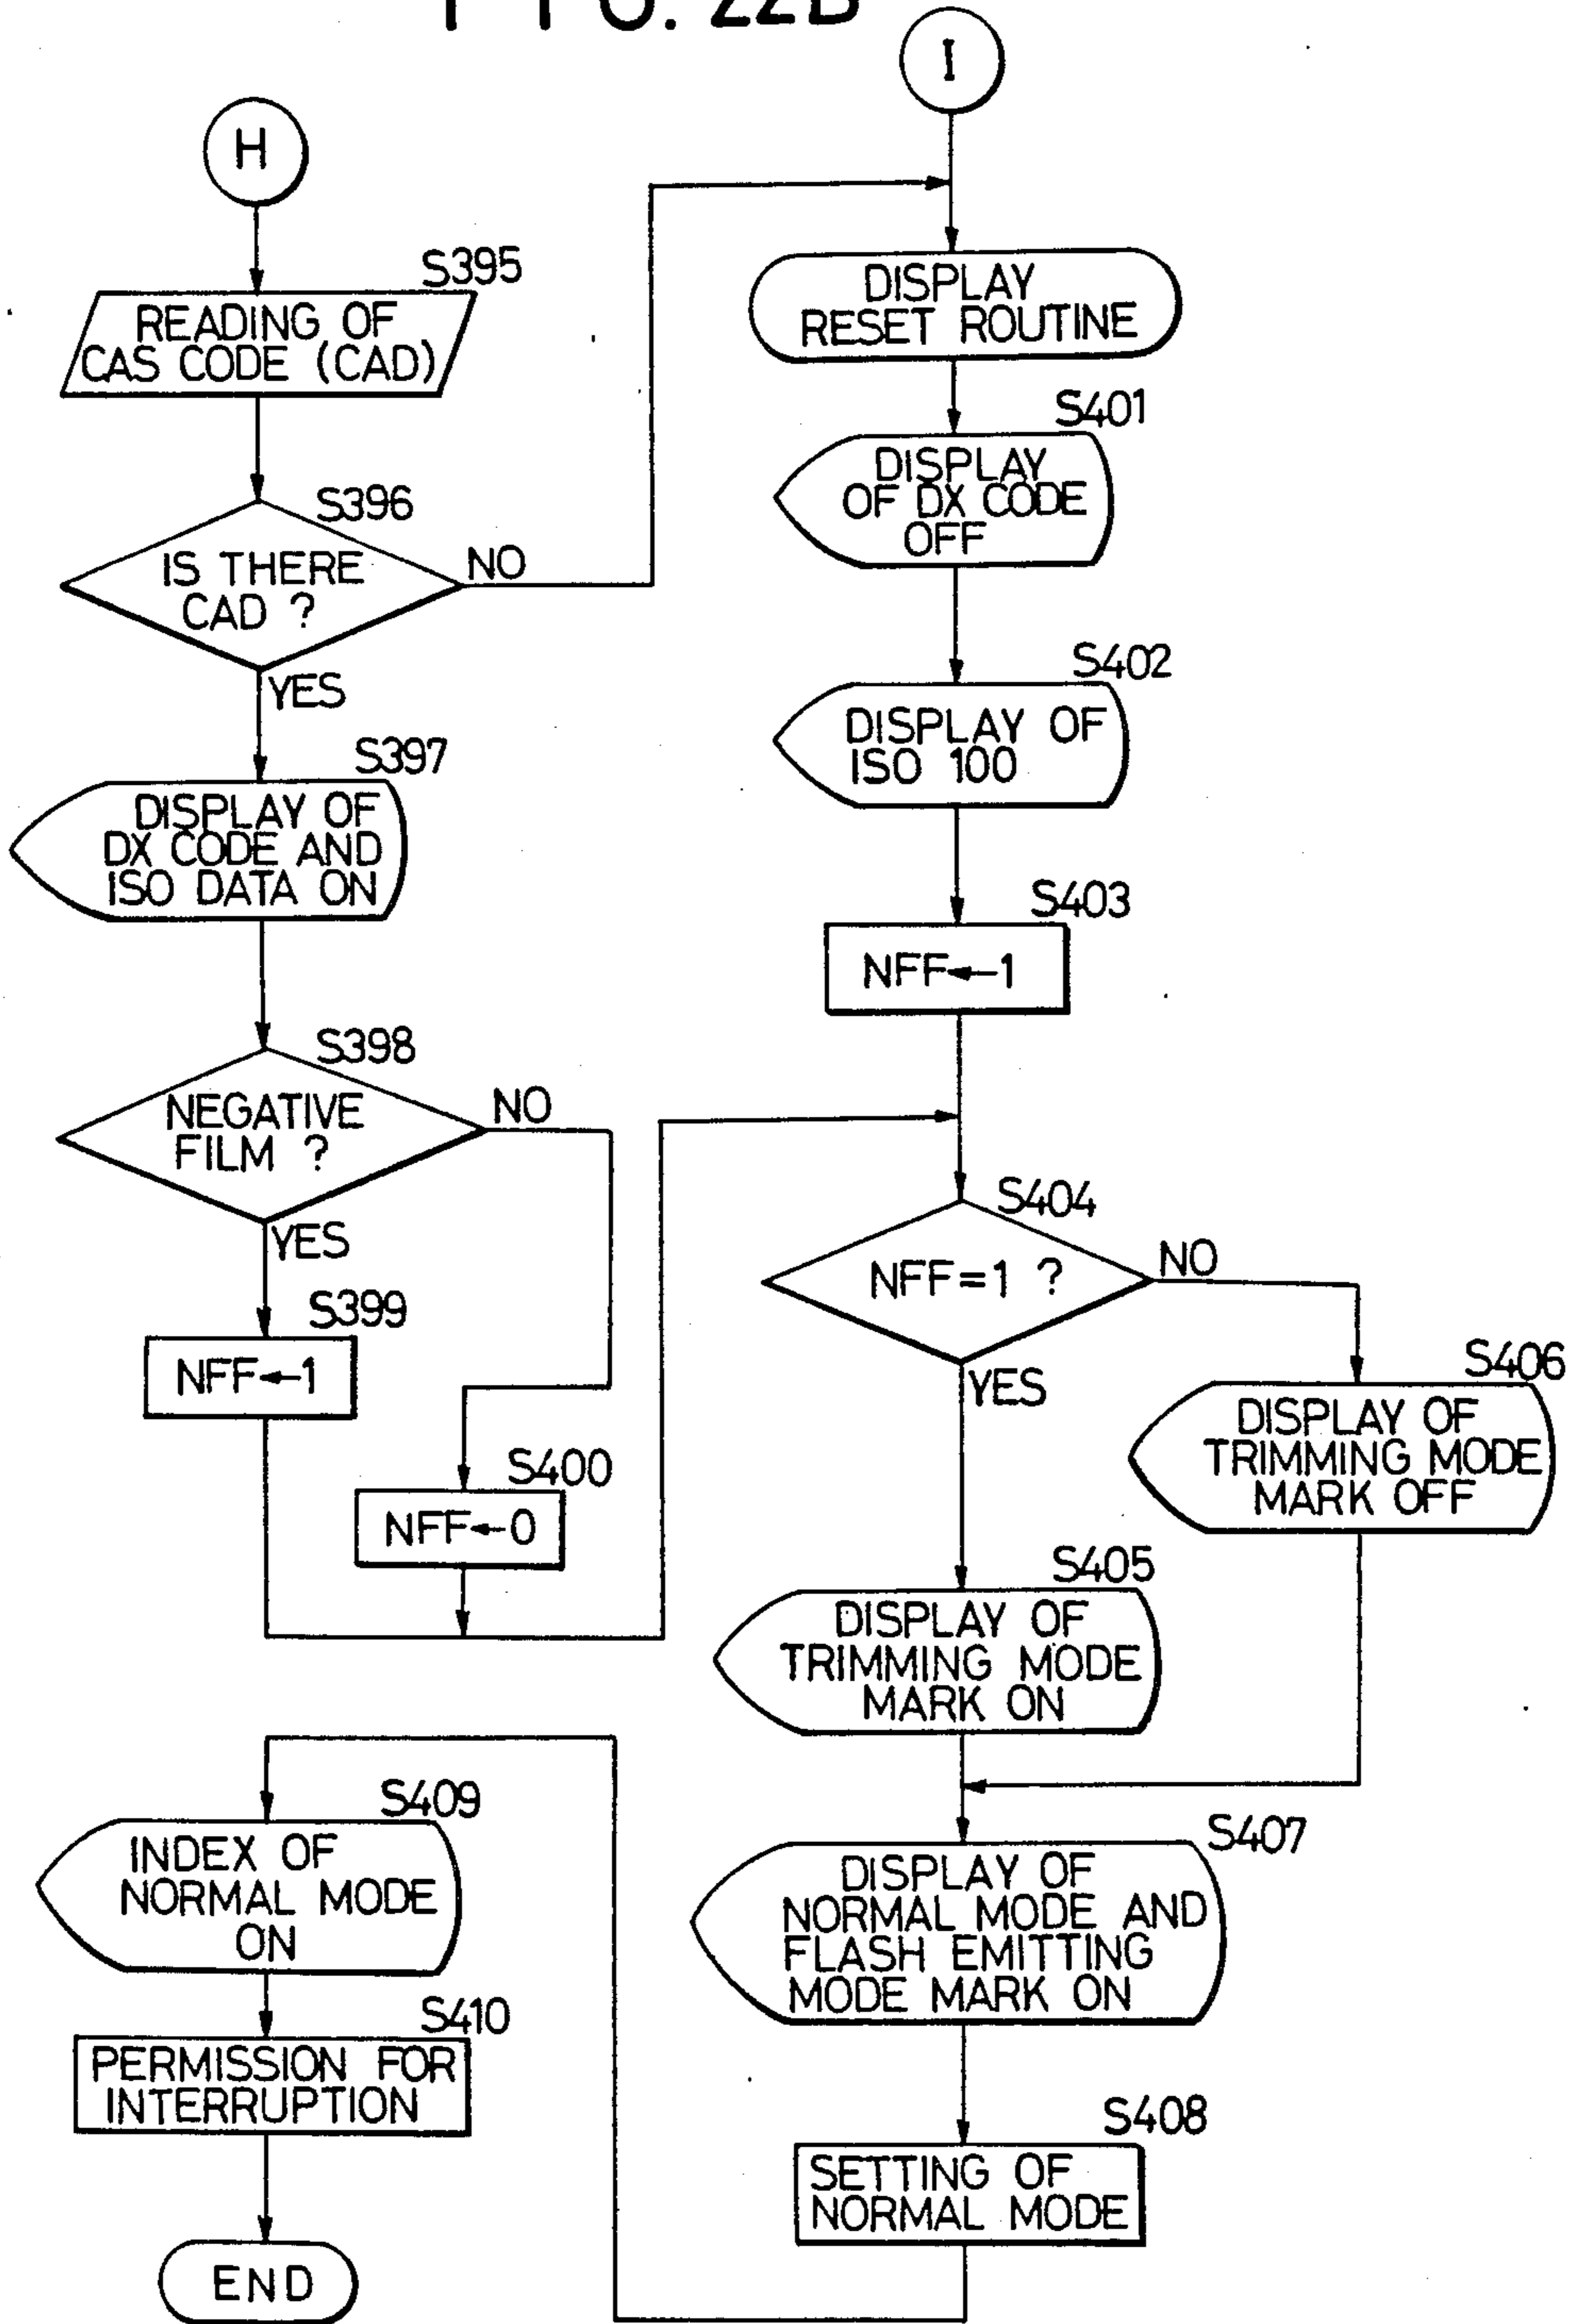 FIG. 22B
H
S395
READING OF
CAS CODE (CAD)
S396
IS THERE
CAD ?
NO
YES
S397
DISPLAY OF
DX CODE AND
ISO DATA ON
S398
NEGATIVE
FILM ?
NO
YES
S399
NFF←1
S400
NFF←0
I
DISPLAY
RESET ROUTINE
S401
DISPLAY
OF DX CODE
OFF
S402
DISPLAY OF
ISO 100
S403
NFF←1
S404
NFF=1 ?
NO
YES
S406
DISPLAY OF
TRIMMING MODE
MARK OFF
S405
DISPLAY OF
TRIMMING MODE
MARK ON
S407
DISPLAY OF
NORMAL MODE AND
FLASH EMITTING
MODE MARK ON
S408
SETTING OF
NORMAL MODE
S409
INDEX OF
NORMAL MODE
ON
S410
PERMISSION FOR
INTERRUPTION
END